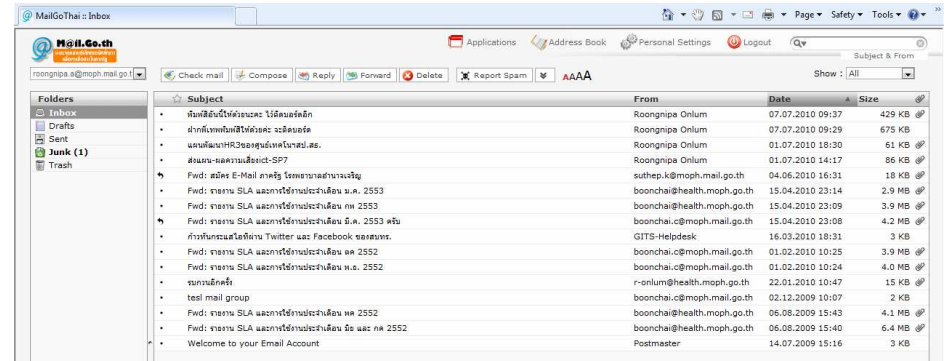 MailGoThai :: Inbox
Page Safety Tools
M@il.Go.th
Applications Address Book Personal Settings Logout
Subject & From
roongnipa.a@moph.mail.go.t
Check mail Compose Reply Forward Delete Report Spam AAAA
Show : All
Folders Subject From Date Size
Inbox พิมพ์สีอันนี้ให้ด้วยนะคะ ไว้ติดบอร์ดอีก Roongnipa Onlum 07.07.2010 09:37 429 KB
Drafts ฝากพี่เทพพิมพ์สีให้ด้วยค่ะ จะติดบอร์ด Roongnipa Onlum 07.07.2010 09:29 675 KB
Sent แผนพัฒนาHR3ของศูนย์เทคโนฯสป.สธ. Roongnipa Onlum 01.07.2010 18:30 61 KB
Junk (1) ส่งแผน-ผลความเสี่ยงict-SP7 Roongnipa Onlum 01.07.2010 14:17 86 KB
Trash Fwd: สมัคร E-Mail ภาครัฐ โรงพยาบาลอำนาจเจริญ suthep.k@moph.mail.go.th 04.06.2010 16:31 18 KB
Fwd: รายงาน SLA และการใช้งานประจำเดือน ม.ค. 2553 boonchai@health.moph.go.th 15.04.2010 23:14 2.9 MB
Fwd: รายงาน SLA และการใช้งานประจำเดือน กพ 2553 boonchai@health.moph.go.th 15.04.2010 23:09 3.9 MB
Fwd: รายงาน SLA และการใช้งานประจำเดือน มี.ค. 2553 ครับ boonchai.c@moph.mail.go.th 15.04.2010 23:08 4.2 MB
ก้าวทันกระแสไอทีผ่าน Twitter และ Facebook ของสบทร. GITS-Helpdesk 16.03.2010 18:31 3 KB
Fwd: รายงาน SLA และการใช้งานประจำเดือน ตค 2552 boonchai.c@moph.mail.go.th 01.02.2010 10:25 3.9 MB
Fwd: รายงาน SLA และการใช้งานประจำเดือน พ.ย. 2552 boonchai.c@moph.mail.go.th 01.02.2010 10:24 4.0 MB
รบกวนอีกครั้ง r-onlum@health.moph.go.th 22.01.2010 10:47 15 KB
tesl mail group boonchai.c@moph.mail.go.th 02.12.2009 10:07 2 KB
Fwd: รายงาน SLA และการใช้งานประจำเดือน พค 2552 boonchai@health.moph.go.th 06.08.2009 15:43 4.1 MB
Fwd: รายงาน SLA และการใช้งานประจำเดือน มิย และ กค 2552 boonchai@health.moph.go.th 06.08.2009 15:40 6.4 MB
Welcome to your Email Account Postmaster 14.07.2009 15:16 3 KB